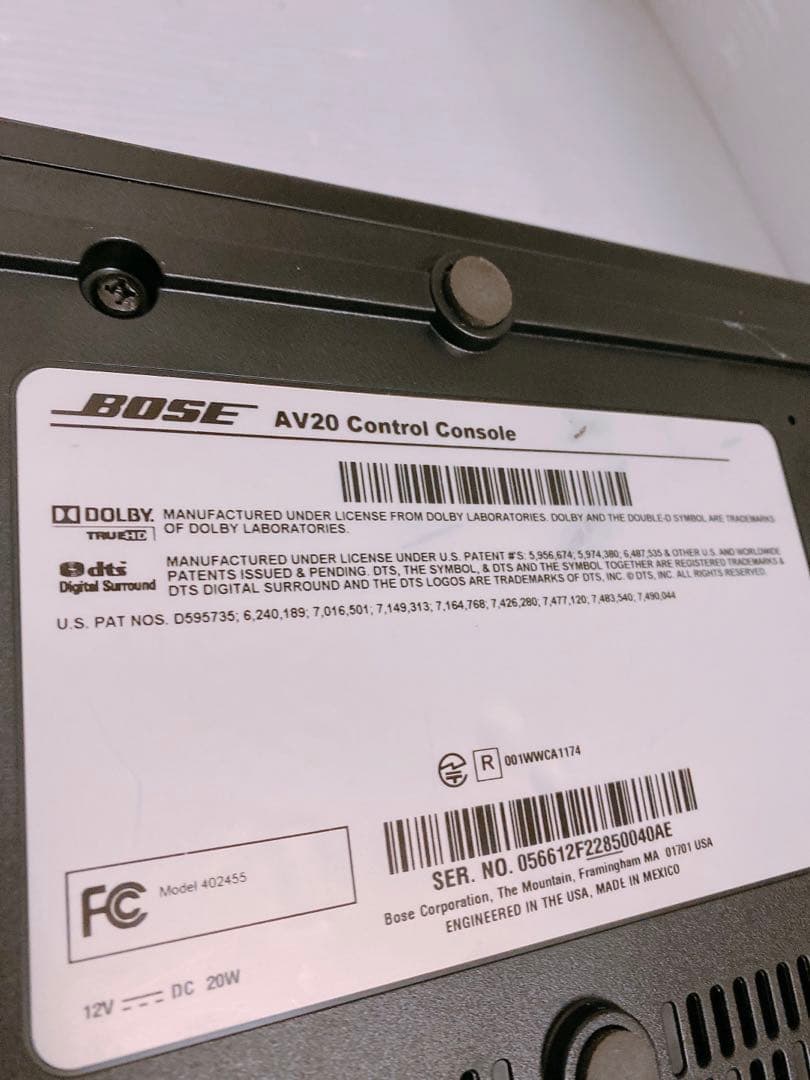 BOSE AV20 Control Console
DOLBY. TRUEHD
MANUFACTURED UNDER LICENSE FROM DOLBY LABORATORIES. DOLBY AND THE DOUBLE-D SYMBOL ARE TRADEMARKS
OF DOLBY LABORATORIES.
dts Digital Surround
MANUFACTURED UNDER LICENSE UNDER U.S. PATENT #'S: 5,956,674; 5,974,380; 6,487,535 & OTHER U.S. AND WORLDWIDE
PATENTS ISSUED & PENDING. DTS, THE SYMBOL, & DTS AND THE SYMBOL TOGETHER ARE REGISTERED TRADEMARKS &
DTS DIGITAL SURROUND AND THE DTS LOGOS ARE TRADEMARKS OF DTS, INC. © DTS, INC. ALL RIGHTS RESERVED.
U.S. PAT NOS. D595735; 6,240,189; 7,016,501; 7,149,313; 7,164,768; 7,426,280; 7,477,120; 7,483,540; 7,490,044
R 001WWCA1174
SER. NO. 056612F22850040AE
Bose Corporation, The Mountain, Framingham MA 01701 USA
ENGINEERED IN THE USA, MADE IN MEXICO
FC Model 402455
12V DC 20W